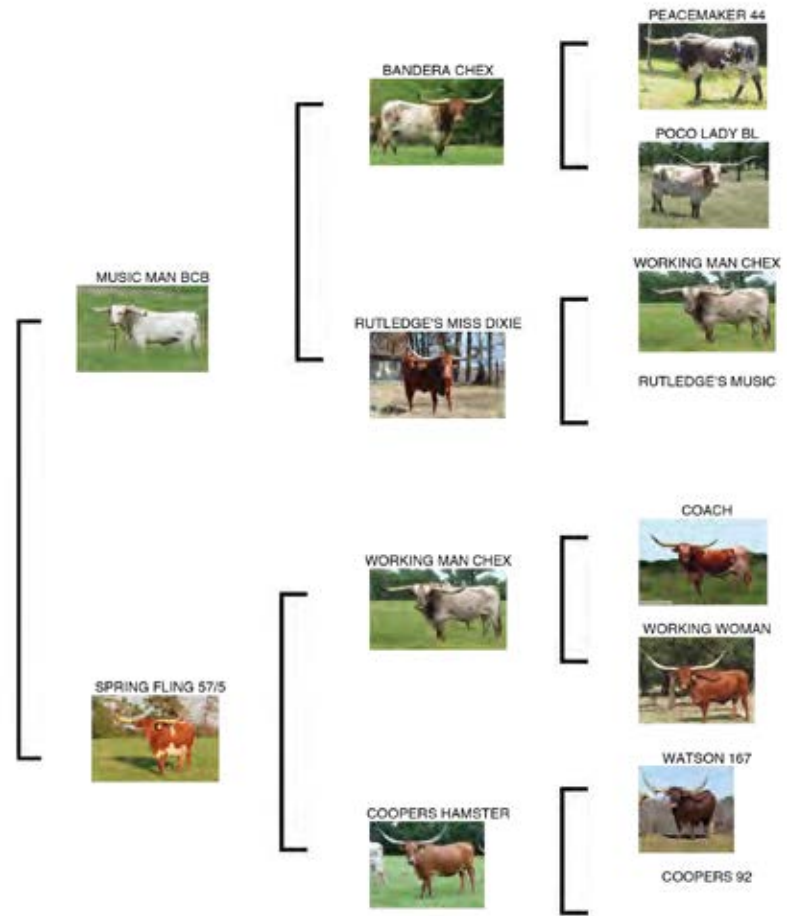 PEACEMAKER 44
BANDERA CHEX
POCO LADY BL
WORKING MAN CHEX
MUSIC MAN BCB
RUTLEDGE'S MISS DIXIE
RUTLEDGE'S MUSIC
COACH
WORKING MAN CHEX
WORKING WOMAN
SPRING FLING 57/5
WATSON 167
COOPERS HAMSTER
COOPERS 92